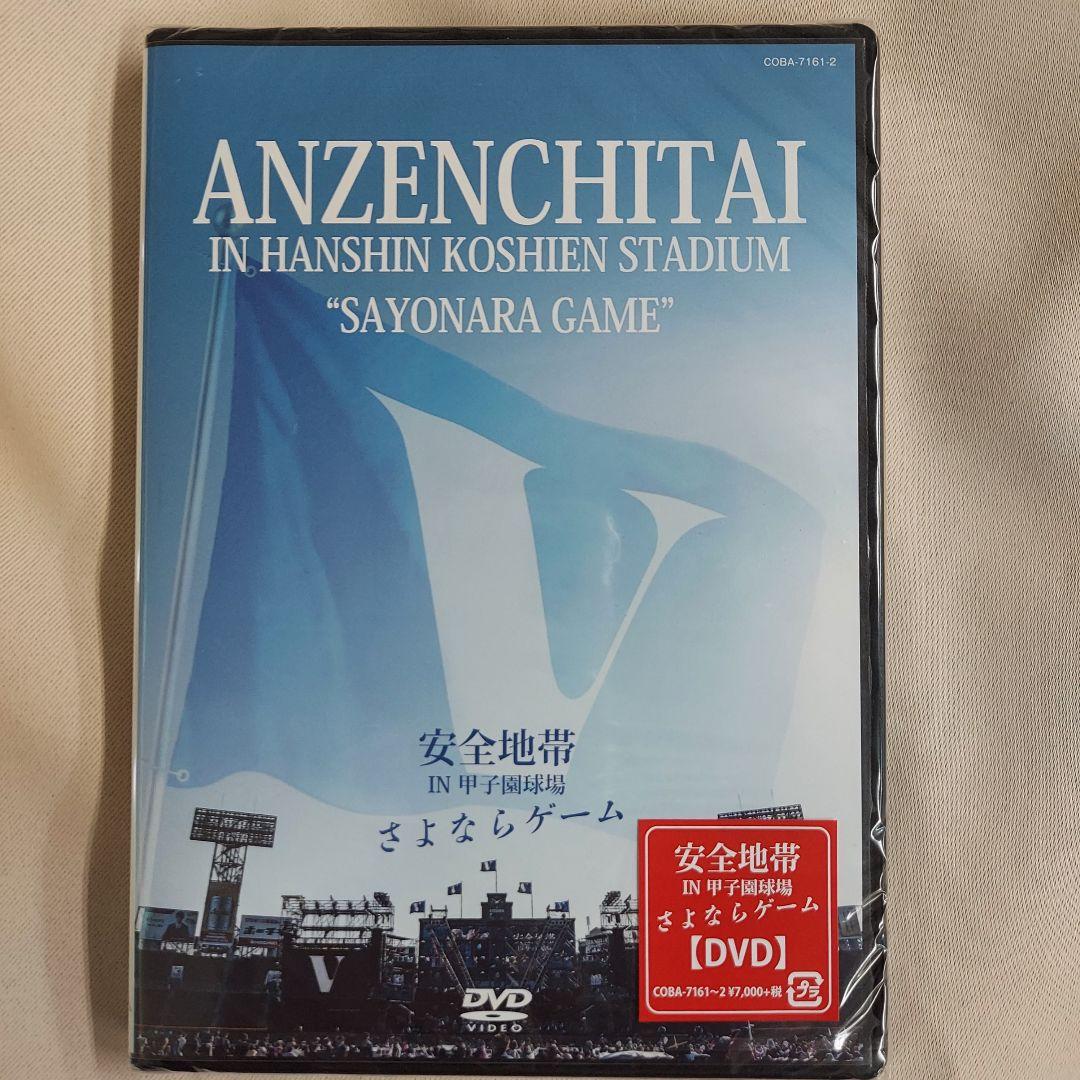 COBA-7161-2
ANZENCHITAI
IN HANSHIN KOSHIEN STADIUM
“SAYONARA GAME”
V
安全地帯
IN 甲子園球場
さよならゲーム
V
DVD
VIDEO
安全地帯
IN 甲子園球場
さよならゲーム
【DVD】
COBA-7161〜2 ¥7,000+税
プラ